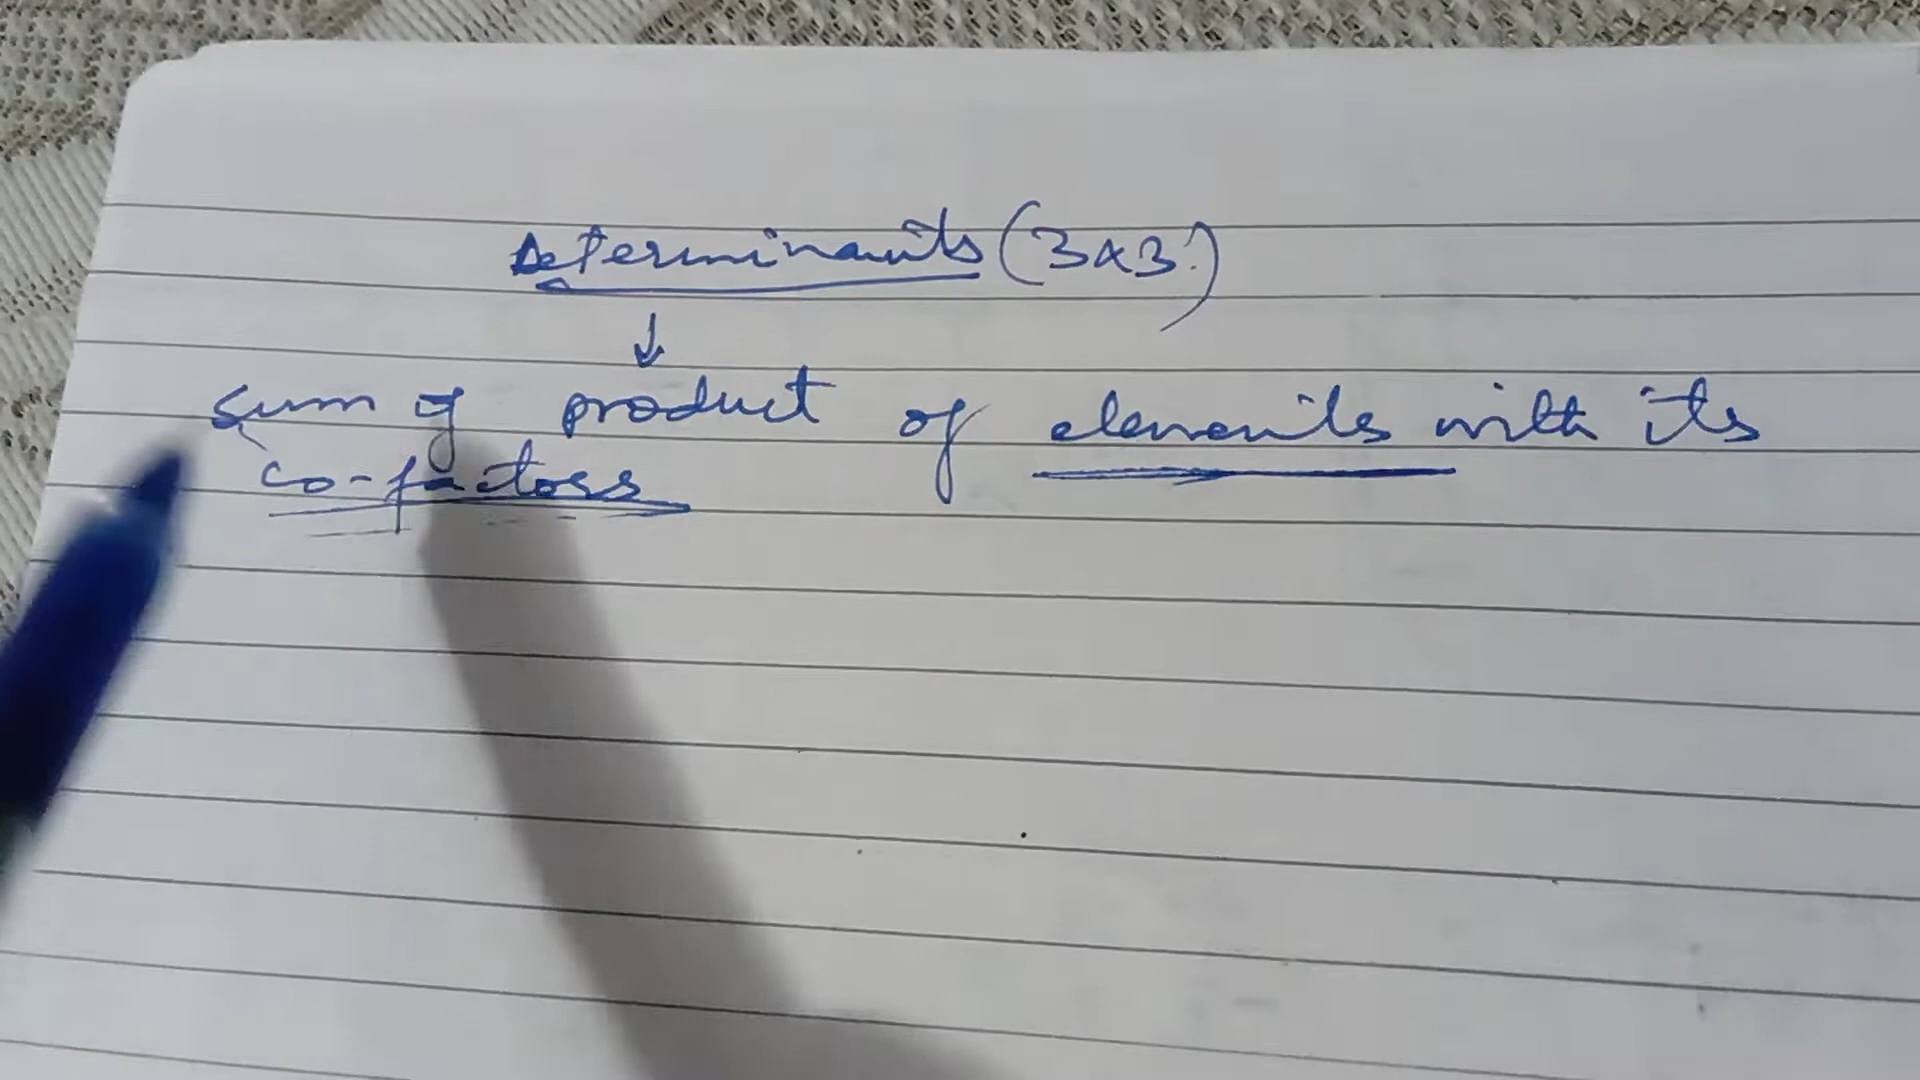 Determinants (3x3)
↓
sum of product of elements with its
co-factors